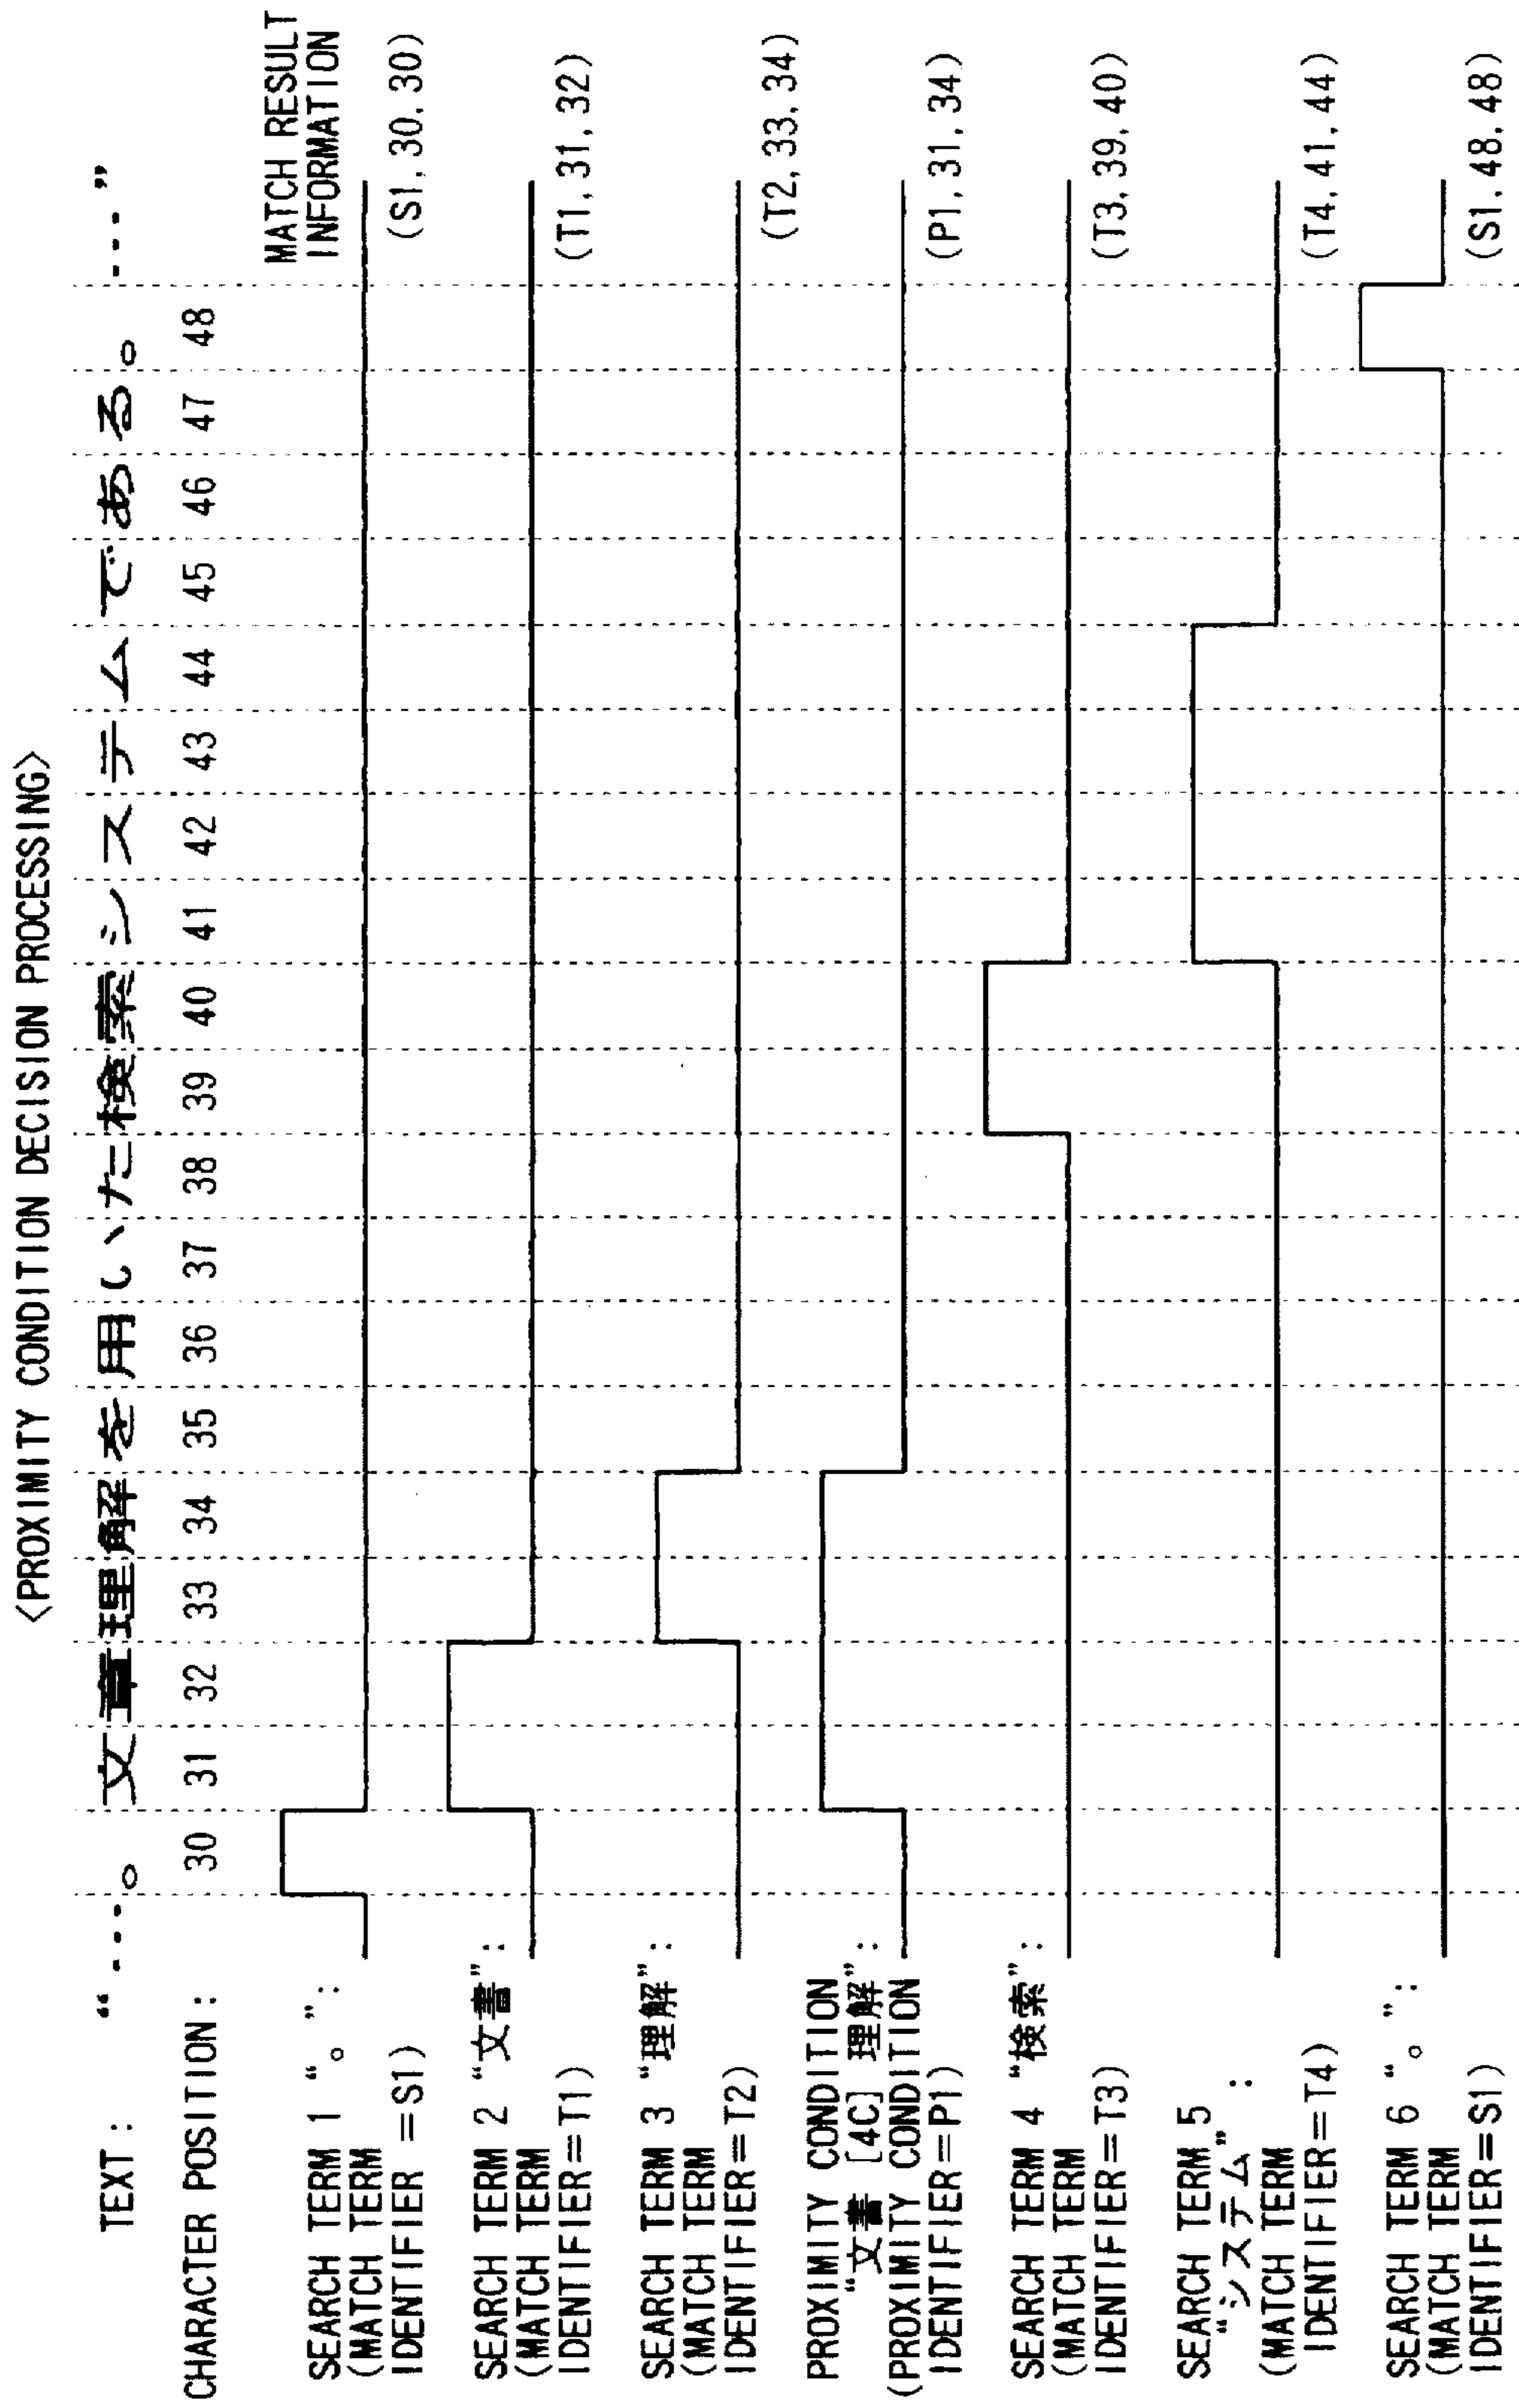 <PROXIMITY CONDITION DECISION PROCESSING>
TEXT: “---。文章理解を用いた検索システムである。---”
CHARACTER POSITION: 30 31 32 33 34 35 36 37 38 39 40 41 42 43 44 45 46 47 48
MATCH RESULT
INFORMATION
SEARCH TERM 1 “。”:
(MATCH TERM
IDENTIFIER=S1)
(S1,30,30)
SEARCH TERM 2 “文書”:
(MATCH TERM
IDENTIFIER=T1)
(T1,31,32)
SEARCH TERM 3 “理解”:
(MATCH TERM
IDENTIFIER=T2)
(T2,33,34)
PROXIMITY CONDITION
“文書 [4C] 理解”:
(PROXIMITY CONDITION
IDENTIFIER=P1)
(P1,31,34)
SEARCH TERM 4 “検索”:
(MATCH TERM
IDENTIFIER=T3)
(T3,39,40)
SEARCH TERM 5
“システム”:
(MATCH TERM
IDENTIFIER=T4)
(T4,41,44)
SEARCH TERM 6 “。”:
(MATCH TERM
IDENTIFIER=S1)
(S1,48,48)